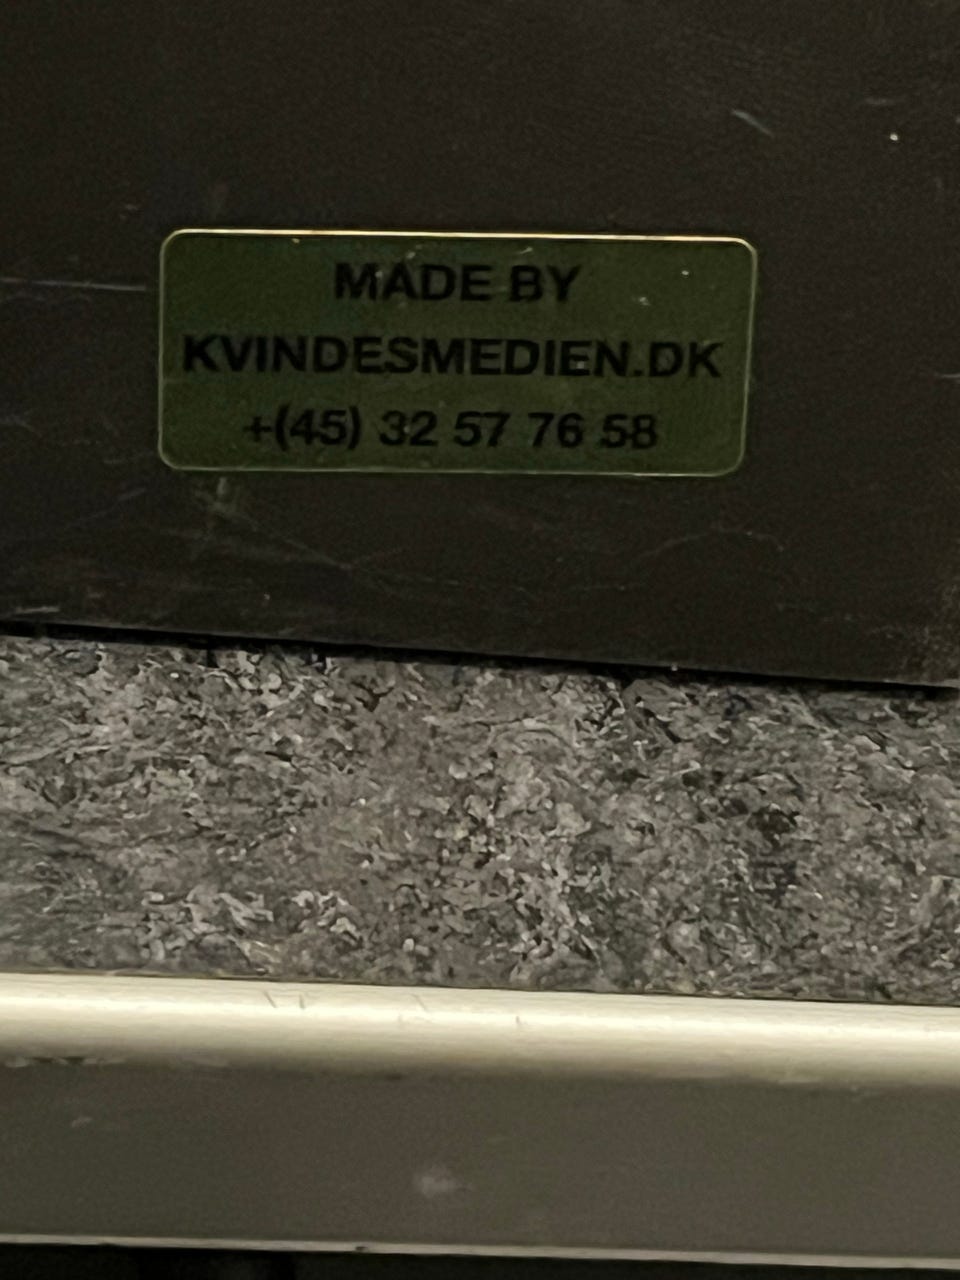 MADE BY
KVINDESMEDIEN.DK
+(45) 32 57 76 58